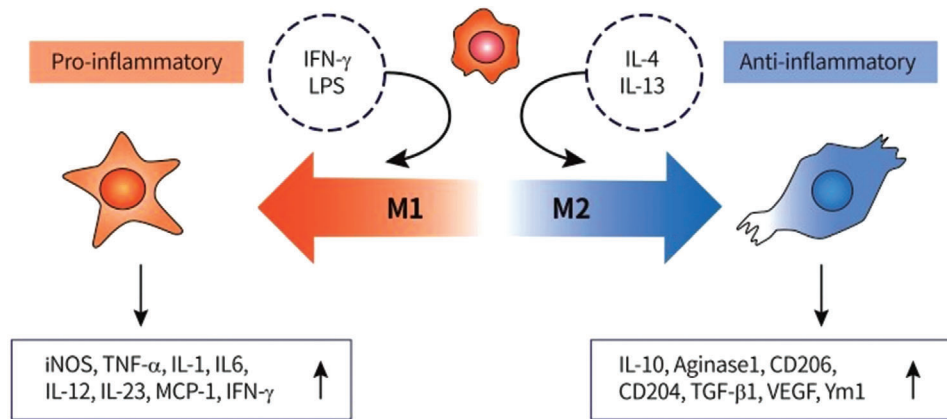 Pro-inflammatory
IFN-γ
LPS
IL-4
IL-13
Anti-inflammatory
M1
M2
iNOS, TNF-α, IL-1, IL6,
IL-12, IL-23, MCP-1, IFN-γ
IL-10, Aginase1, CD206,
CD204, TGF-β1, VEGF, Ym1